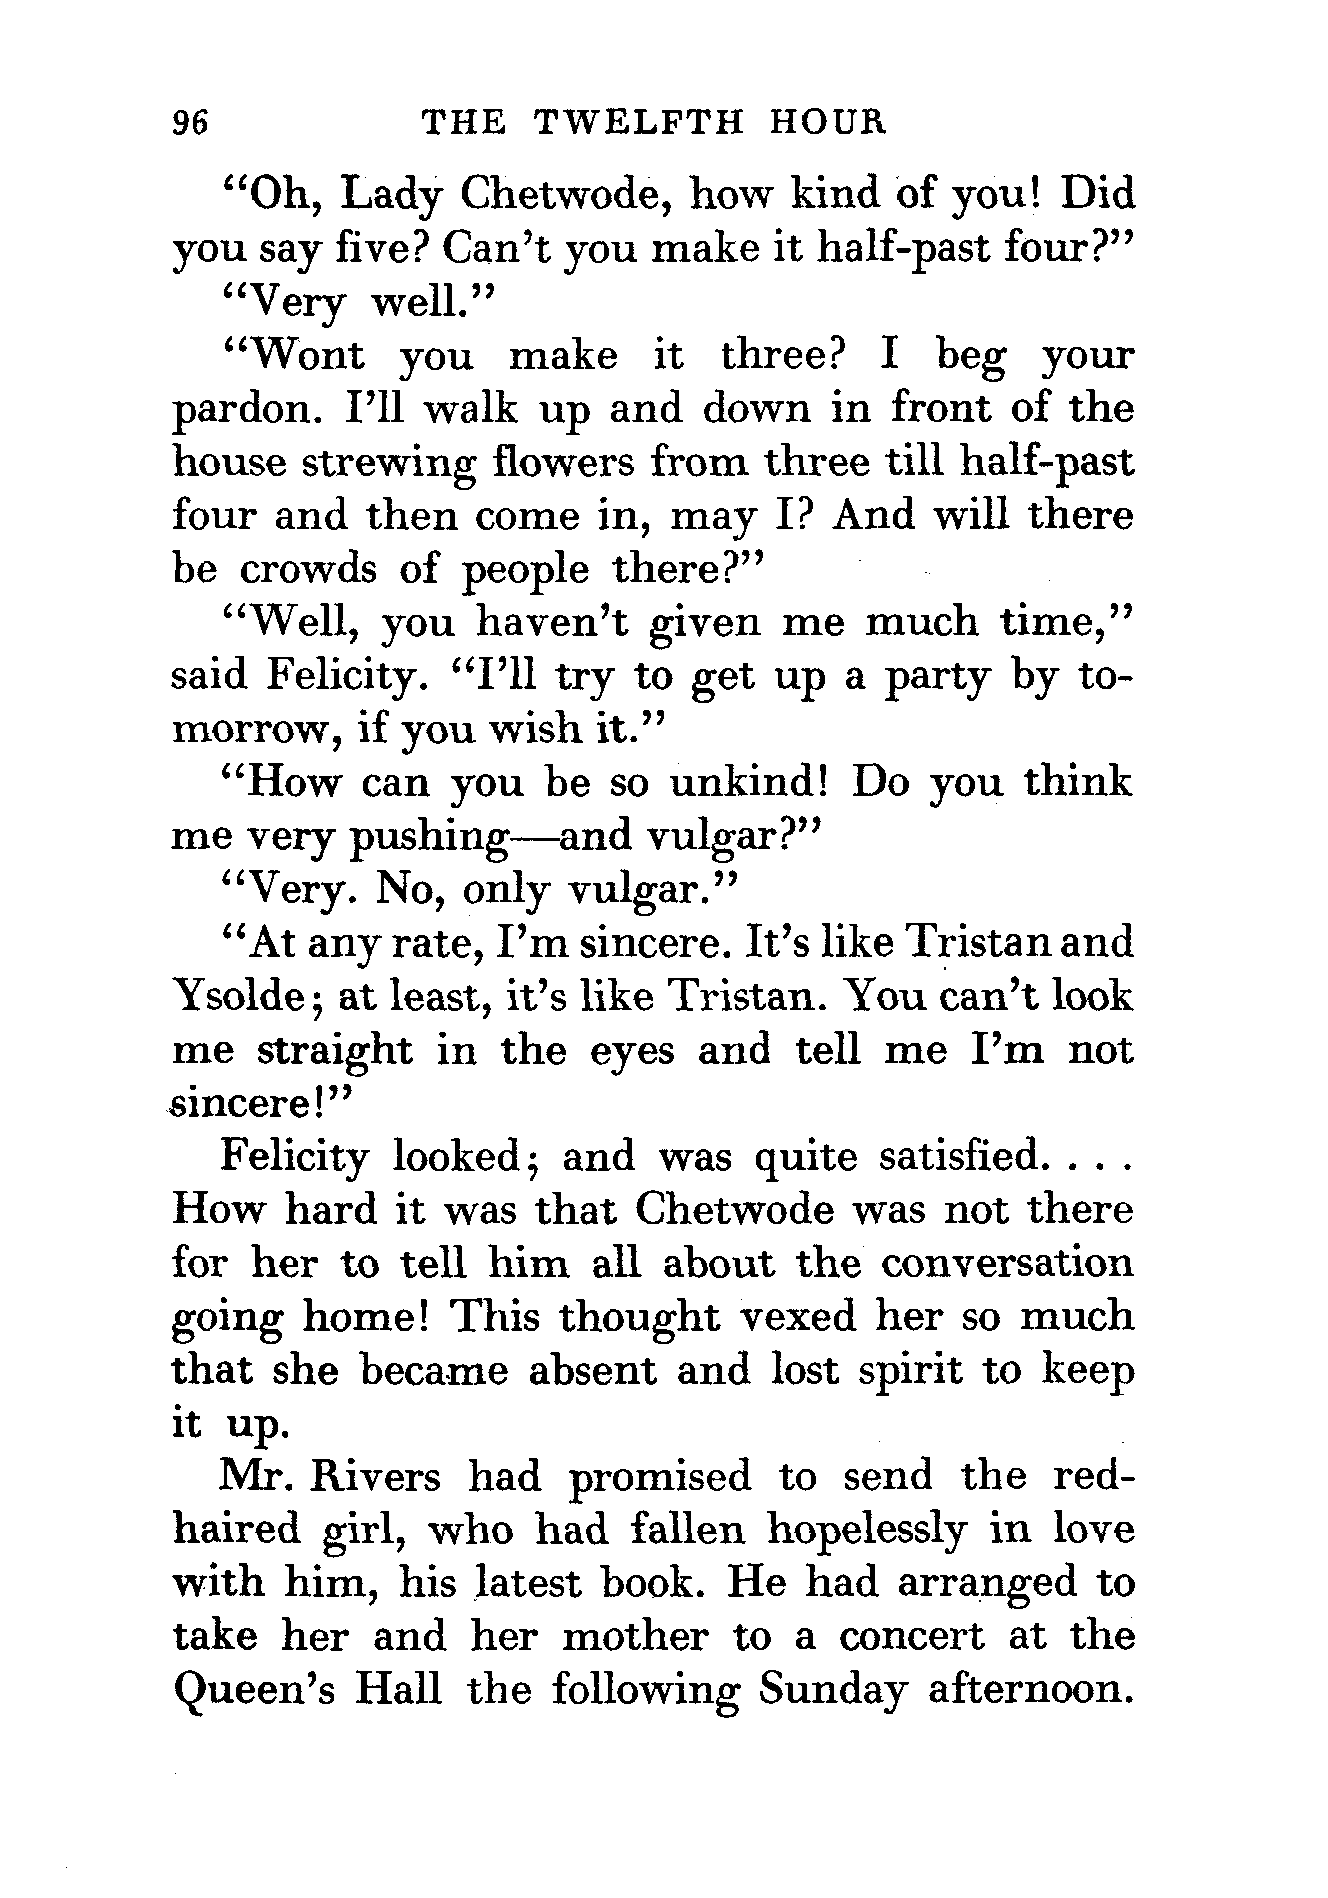 96 THE TWELFTH HOUR
“Oh, Lady Chetwode, how kind of you! Did
you say five? Can’t you make it half-past four?”
“Very well.”
“Wont you make it three? I beg your
pardon. I’ll walk up and down in front of the
house strewing flowers from three till half-past
four and then come in, may I? And will there
be crowds of people there?”
“Well, you haven’t given me much time,”
said Felicity. “I’ll try to get up a party by to-
morrow, if you wish it.”
“How can you be so unkind! Do you think
me very pushing—and vulgar?”
“Very. No, only vulgar.”
“At any rate, I’m sincere. It’s like Tristan and
Ysolde; at least, it’s like Tristan. You can’t look
me straight in the eyes and tell me I’m not
sincere!”
Felicity looked; and was quite satisfied. . . .
How hard it was that Chetwode was not there
for her to tell him all about the conversation
going home! This thought vexed her so much
that she became absent and lost spirit to keep
it up.
Mr. Rivers had promised to send the red-
haired girl, who had fallen hopelessly in love
with him, his latest book. He had arranged to
take her and her mother to a concert at the
Queen’s Hall the following Sunday afternoon.